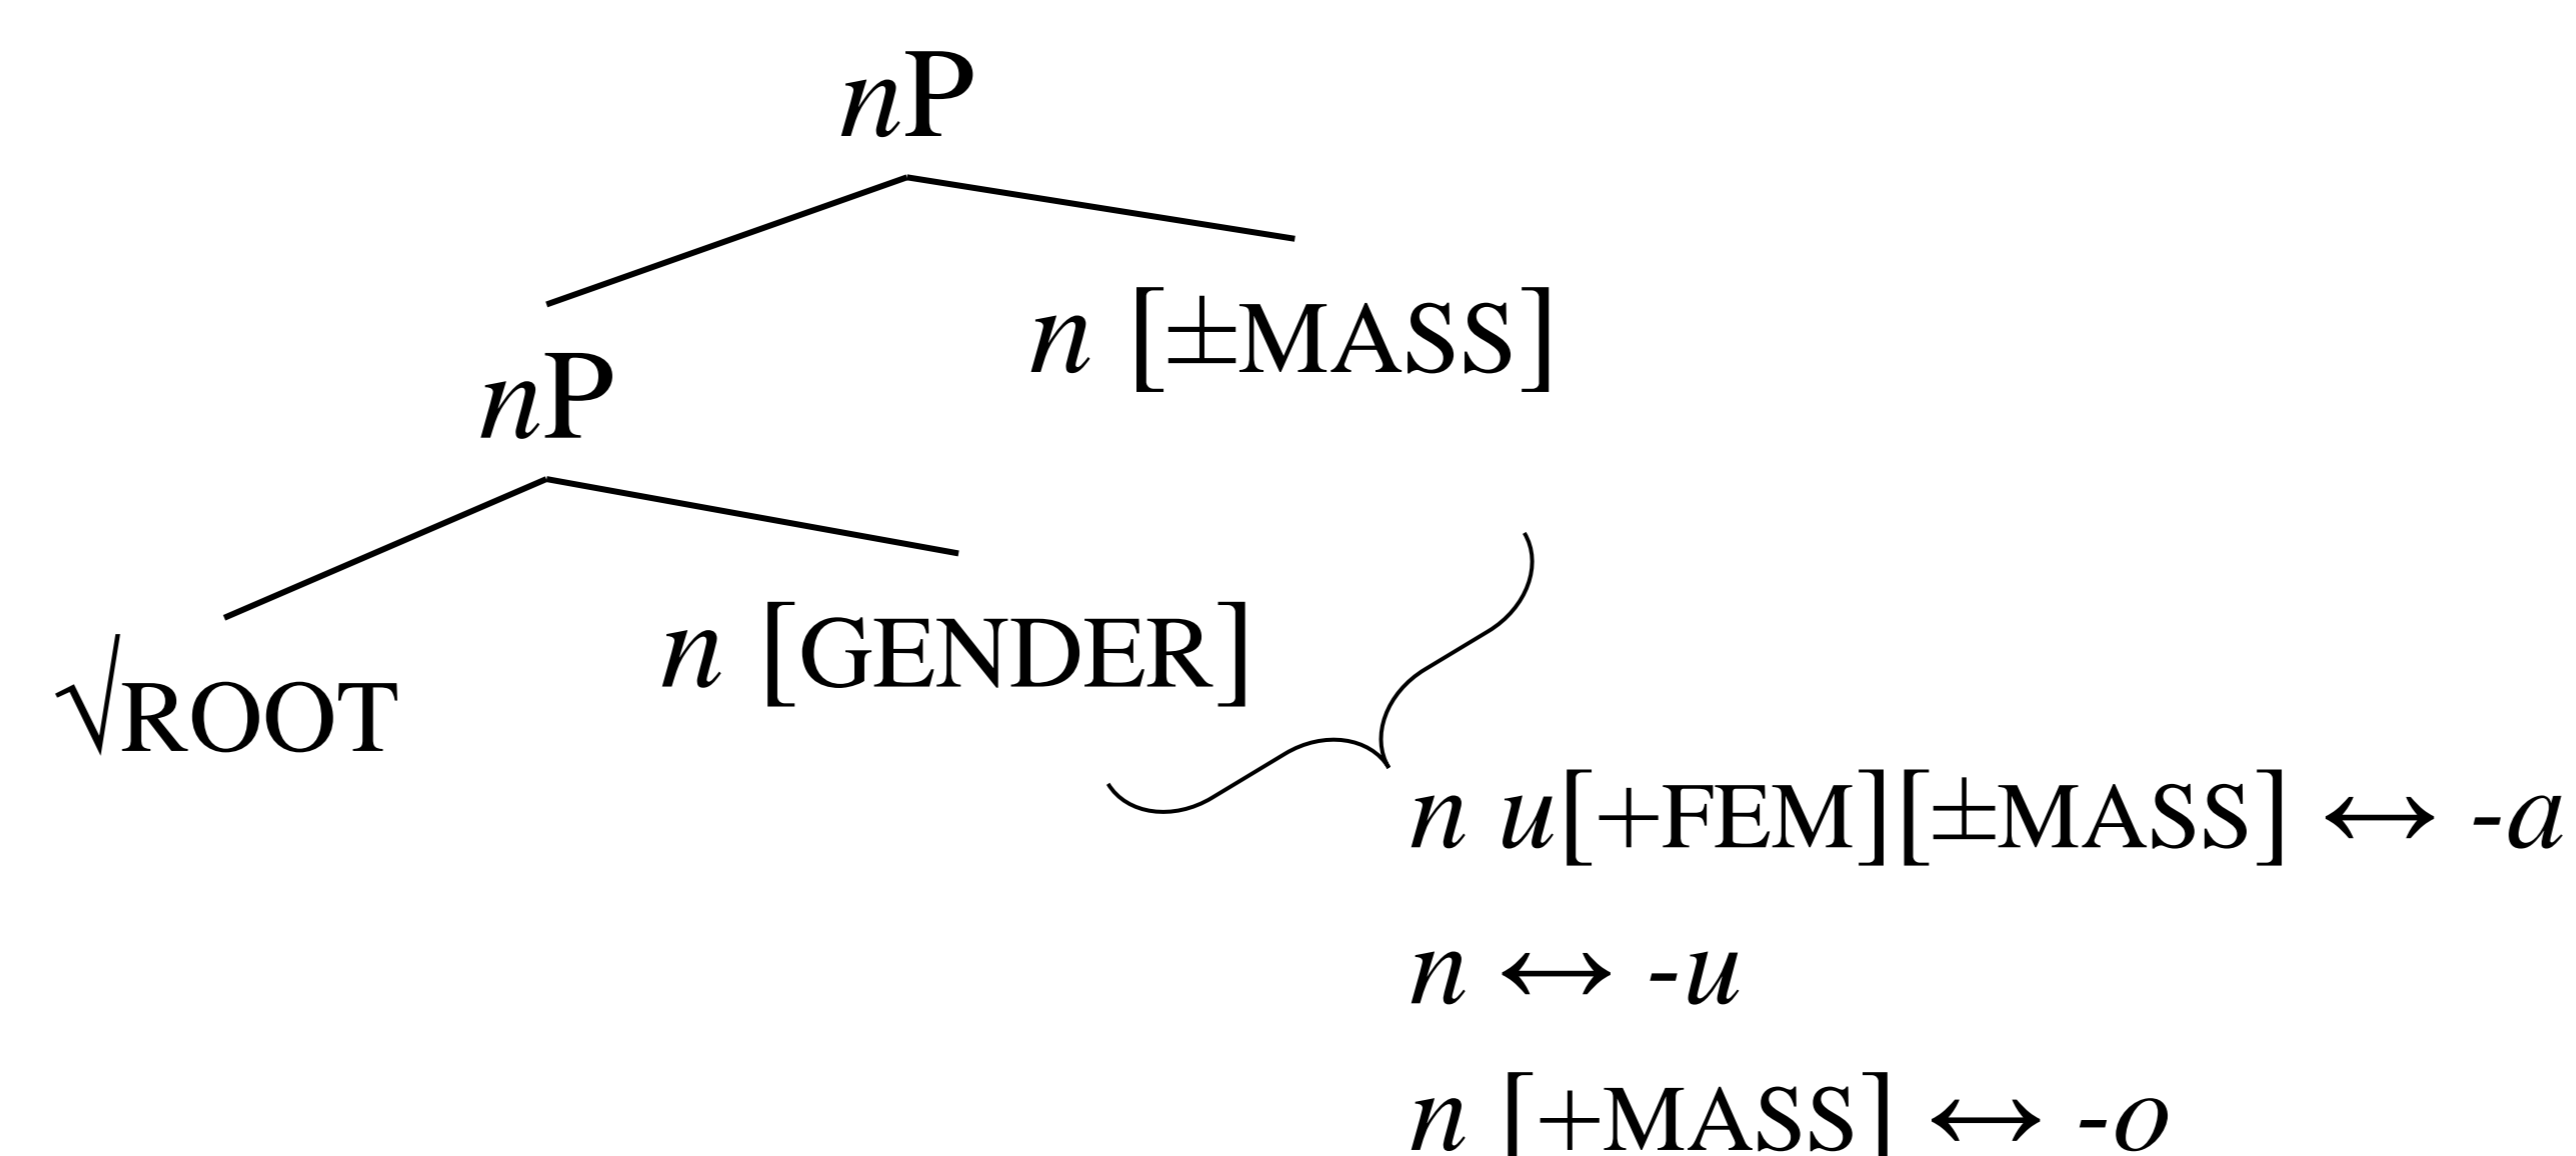 nP
n [±MASS]
nP
n [GENDER]
√ROOT
n u[+FEM][±MASS] ↔ -a
n ↔ -u
n [+MASS] ↔ -o